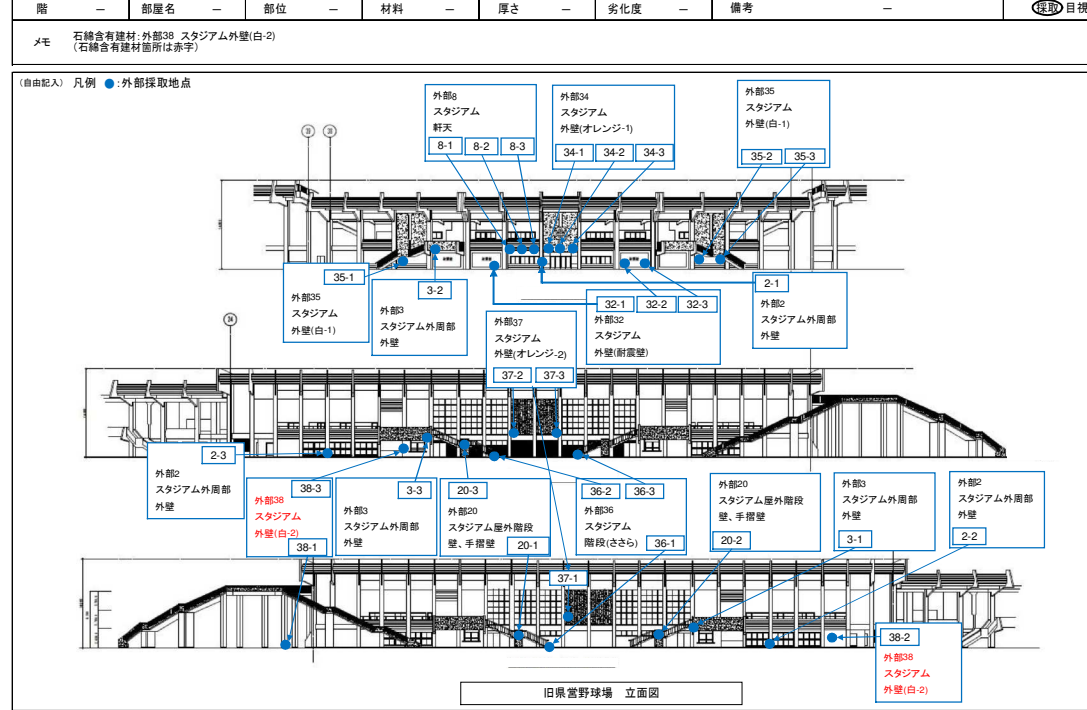 階 － 部屋名 － 部位 － 材料 － 厚さ － 劣化度 － 備考 － 採取 目視
メモ 石綿含有建材：外部38 スタジアム外壁(白-2)
（石綿含有建材箇所は赤字）
（自由記入） 凡例 ●：外部採取地点
外部8
スタジアム
軒天
8-1 8-2 8-3
外部34
スタジアム
外壁(オレンジ-1)
34-1 34-2 34-3
外部35
スタジアム
外壁(白-1)
35-2 35-3
35-1
外部35
スタジアム
外壁(白-1)
3-2
外部3
スタジアム外周部
外壁
32-1 32-2 32-3
外部32
スタジアム
外壁(耐震壁)
2-1
外部2
スタジアム外周部
外壁
34
外部37
スタジアム
外壁(オレンジ-2)
37-2 37-3
2-3
外部2
スタジアム外周部
外壁
38-3
外部38
スタジアム
外壁(白-2)
38-1
3-3
外部3
スタジアム外周部
外壁
20-3
外部20
スタジアム屋外階段
壁、手摺壁
20-1
36-2 36-3
外部36
スタジアム
階段(ささら)
36-1
37-1
外部20
スタジアム屋外階段
壁、手摺壁
20-2
外部3
スタジアム外周部
外壁
3-1
外部2
スタジアム外周部
外壁
2-2
38-2
外部38
スタジアム
外壁(白-2)
旧県営野球場 立面図